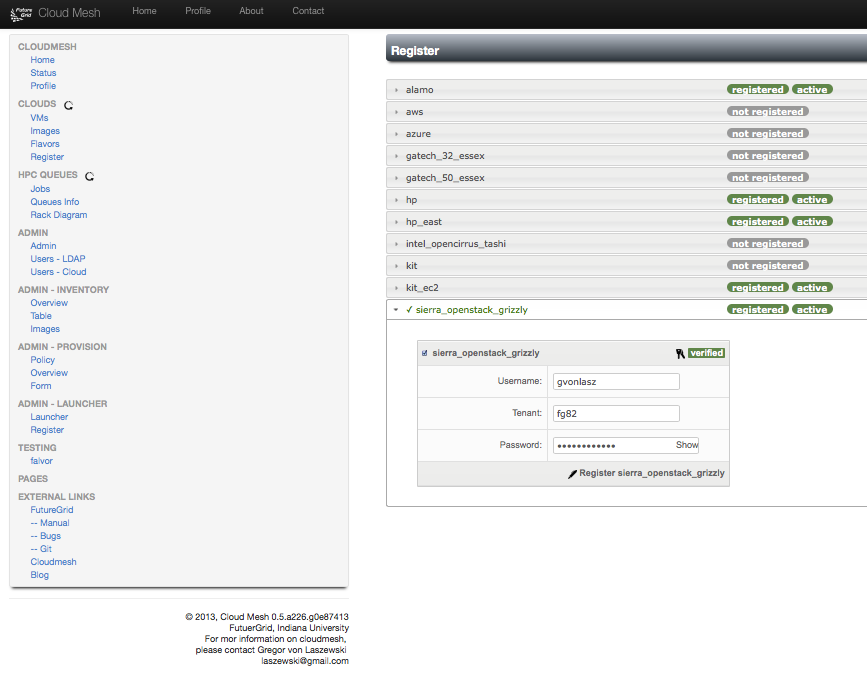 Future Grid Cloud Mesh Home Profile About Contact
CLOUDMESH
Home
Status
Profile
CLOUDS
VMs
Images
Flavors
Register
HPC QUEUES
Jobs
Queues Info
Rack Diagram
ADMIN
Admin
Users - LDAP
Users - Cloud
ADMIN - INVENTORY
Overview
Table
Images
ADMIN - PROVISION
Policy
Overview
Form
ADMIN - LAUNCHER
Launcher
Register
TESTING
falvor
PAGES
EXTERNAL LINKS
FutureGrid
-- Manual
-- Bugs
-- Git
Cloudmesh
Blog
© 2013, Cloud Mesh 0.5.a226.g0e87413
FutuerGrid, Indiana University
For mor information on cloudmesh,
please contact Gregor von Laszewski
laszewski@gmail.com
Register
alamo registered active
aws not registered
azure not registered
gatech_32_essex not registered
gatech_50_essex not registered
hp registered active
hp_east registered active
intel_opencirrus_tashi not registered
kit not registered
kit_ec2 registered active
✓ sierra_openstack_grizzly registered active
sierra_openstack_grizzly verified
Username: gvonlasz
Tenant: fg82
Password: •••••••••••• Show
Register sierra_openstack_grizzly